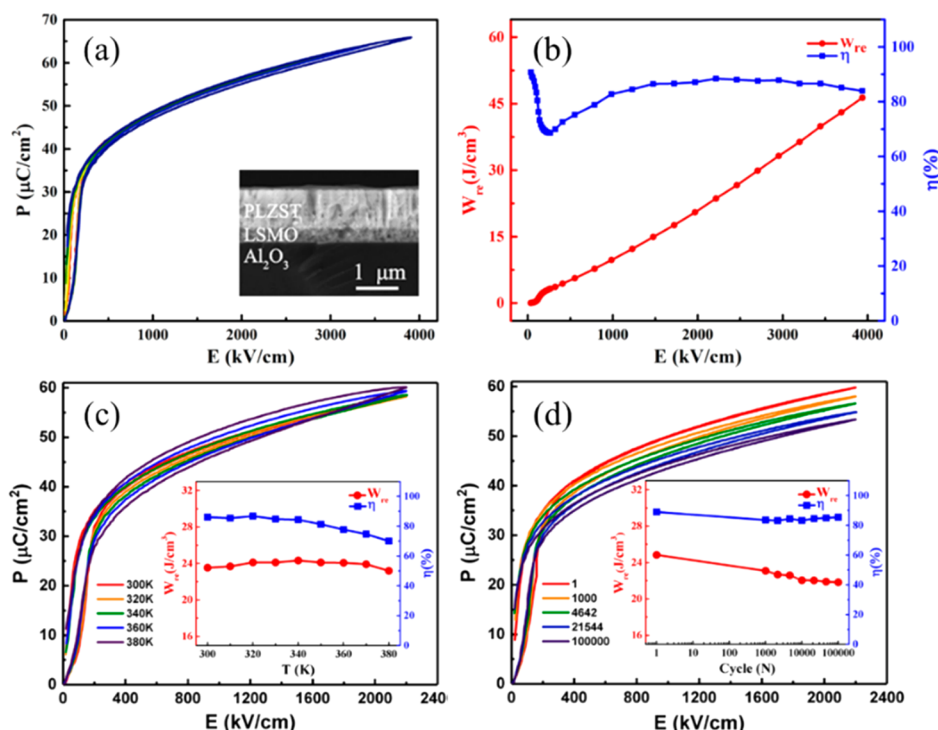 (a)
P (μC/cm²)
70
60
50
40
30
20
10
0
PLZST
LSMO
Al₂O₃
1 μm
0 1000 2000 3000 4000
E (kV/cm)
(b)
W_re
η
W_re(J/cm³)
60
45
30
15
0
η(%)
100
80
60
40
20
0
0 1000 2000 3000 4000
E (kV/cm)
(c)
P (μC/cm²)
60
50
40
30
20
10
0
300K
320K
340K
360K
380K
W_re
η
W_re(J/cm³)
32
28
24
20
16
η(%)
100
80
60
40
20
0
300 320 340 360 380
T (K)
0 400 800 1200 1600 2000 2400
E (kV/cm)
(d)
P (μC/cm²)
60
50
40
30
20
10
0
1
1000
4642
21544
100000
W_re
η
W_re(J/cm³)
32
28
24
20
16
η(%)
100
80
60
40
20
0
1 10 100 1000 10000 100000
Cycle (N)
0 400 800 1200 1600 2000 2400
E (kV/cm)